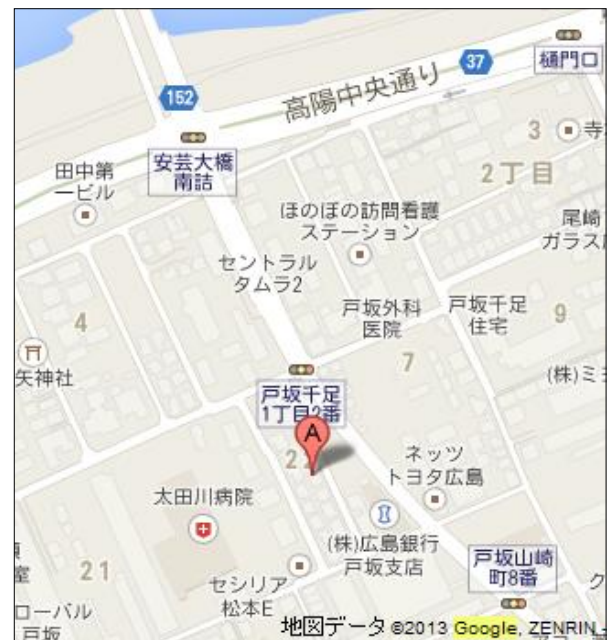 樋門口
37
152
高陽中央通り
3
寺
安芸大橋
南詰
田中第
一ビル
2丁目
ほのぼの訪問看護
ステーション
尾崎
ガラス
セントラル
タムラ2
戸坂外科
医院
戸坂千足
住宅
9
4
矢神社
7
(株)ミ
戸坂千足
1丁目2番
A
22
ネッツ
トヨタ広島
太田川病院
(株)広島銀行
戸坂支店
戸坂山崎
町8番
室
21
セシリア
松本E
ク
ローバル
戸坂
地図データ ©2013 Google, ZENRIN -